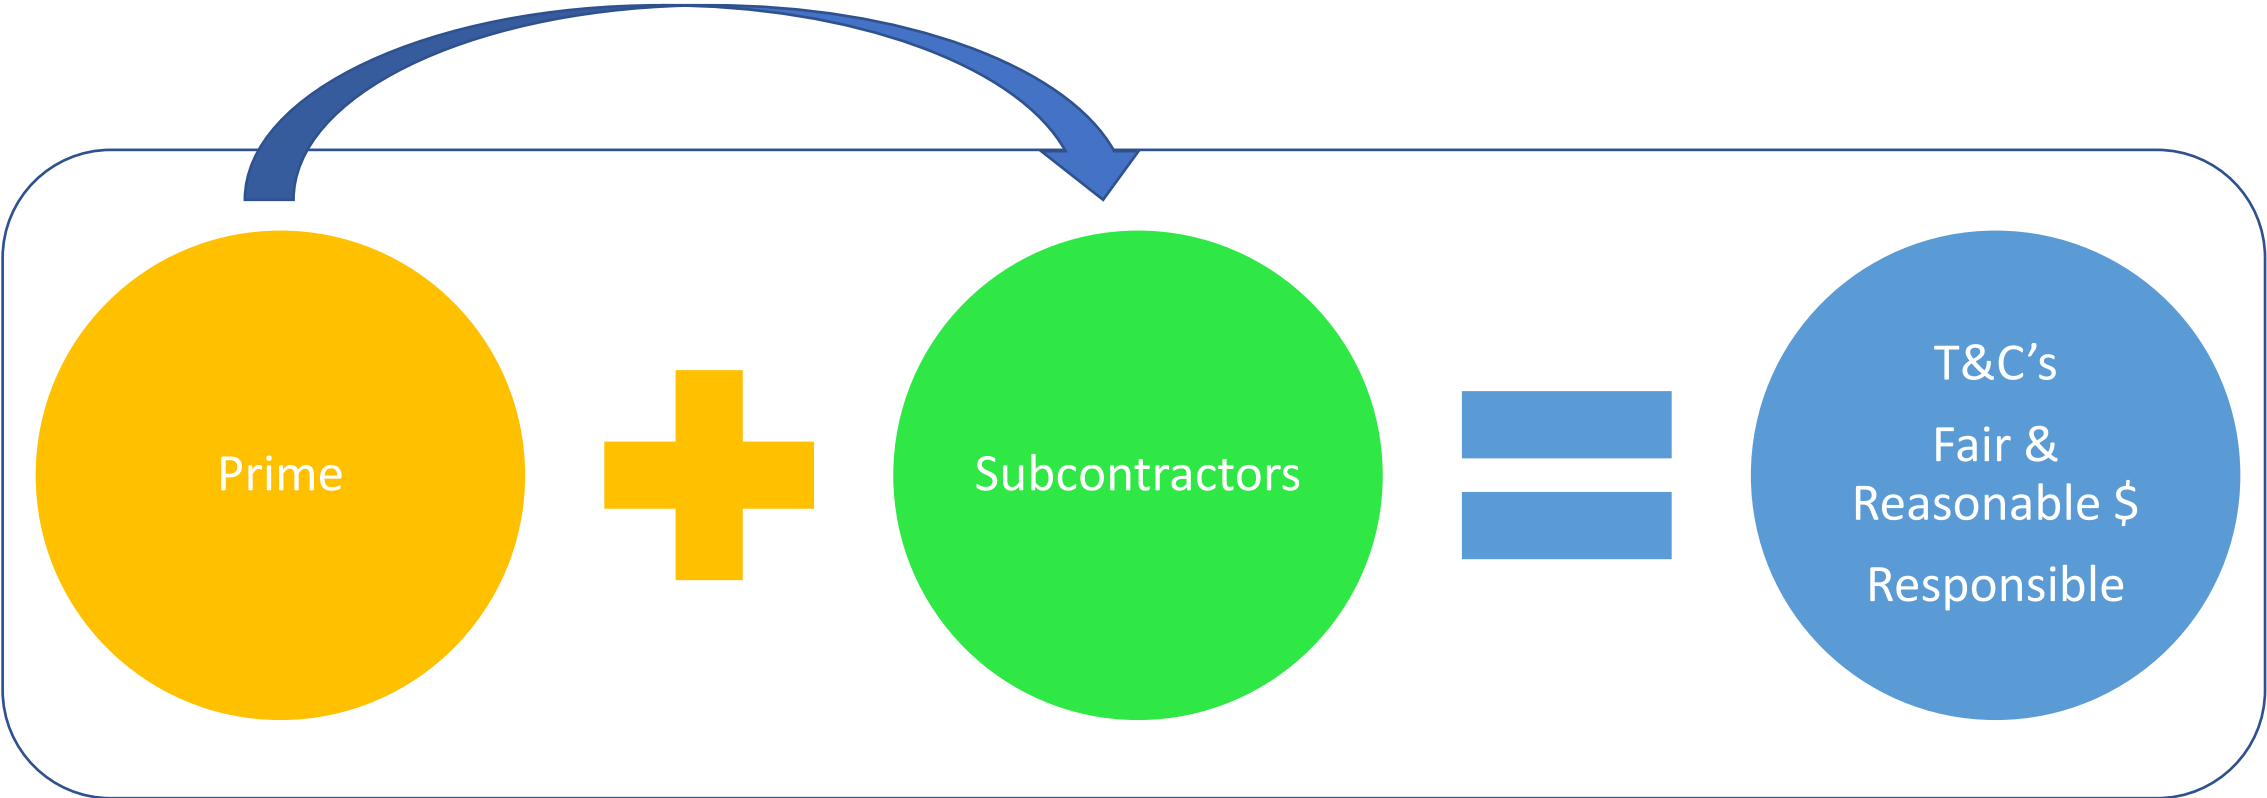 Prime
Subcontractors
T&C’s
Fair &
Reasonable $
Responsible